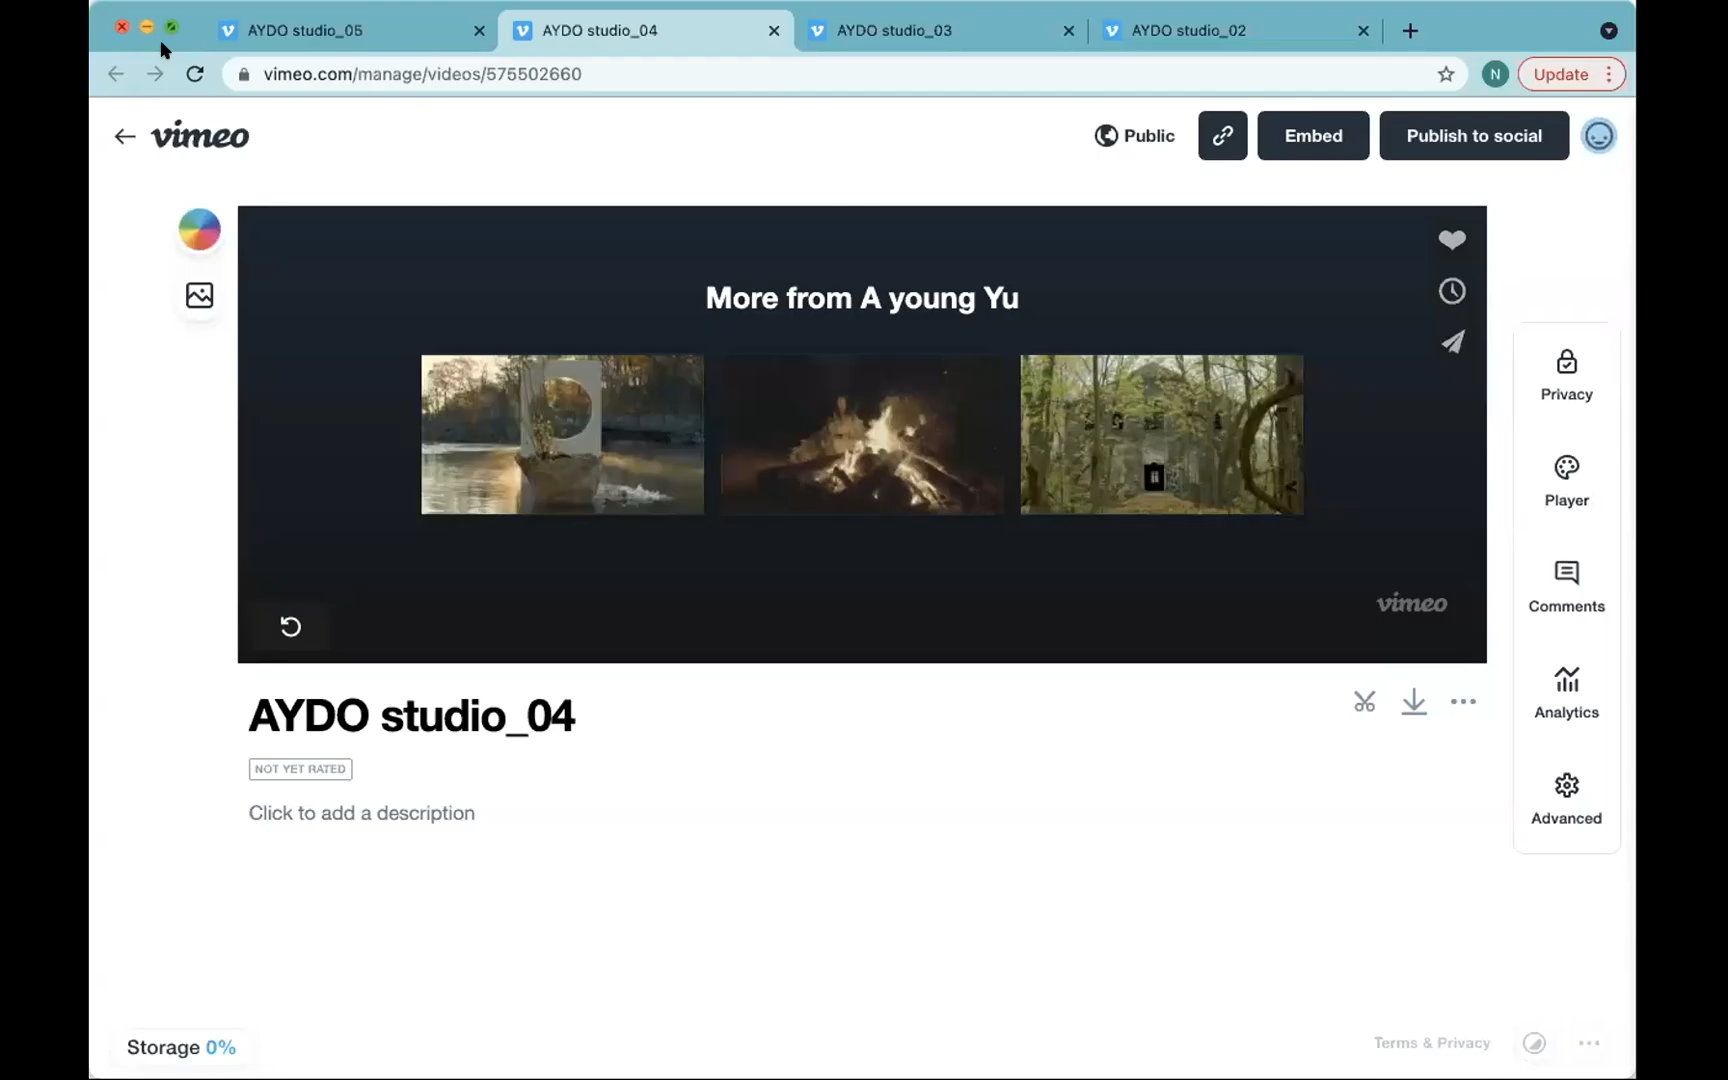 AYDO studio_05
AYDO studio_04
AYDO studio_03
AYDO studio_02
vimeo.com/manage/videos/575502660
N
Update
vimeo
Public
Embed
Publish to social
More from A young Yu
vimeo
Privacy
Player
Comments
Analytics
Advanced
AYDO studio_04
NOT YET RATED
Click to add a description
Storage 0%
Terms & Privacy